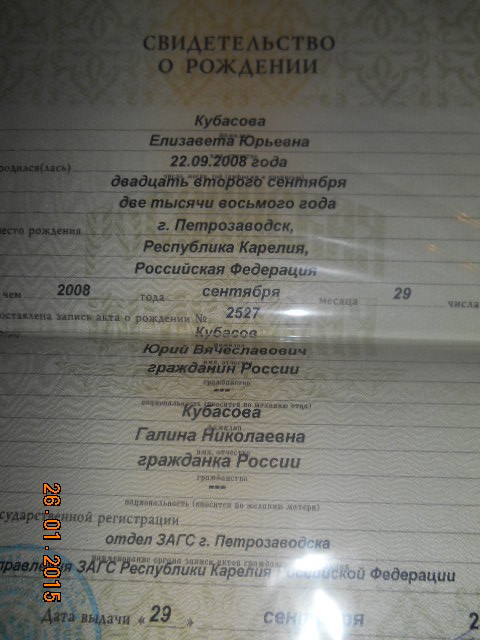 СВИДЕТЕЛЬСТВО
О РОЖДЕНИИ
Кубасова
Елизавета Юрьевна
родился(лась) 22.09.2008 года
двадцать второго сентября
две тысячи восьмого года
место рождения г. Петрозаводск,
Республика Карелия,
Российская Федерация
чем 2008 года сентября месяца 29 числа
составлена запись акта о рождении № 2527
Кубасов
фамилия
Юрий Вячеславович
имя, отчество
гражданин России
гражданство
***
национальность (вносится по желанию отца)
Кубасова
фамилия
Галина Николаевна
имя, отчество
гражданка России
гражданство
***
национальность (вносится по желанию матери)
государственной регистрации
отдел ЗАГС г. Петрозаводска
наименование органа записи актов
правления ЗАГС Республики Карелия Российской Федерации
Дата выдачи « 29 » сентября 2
26.01.2015